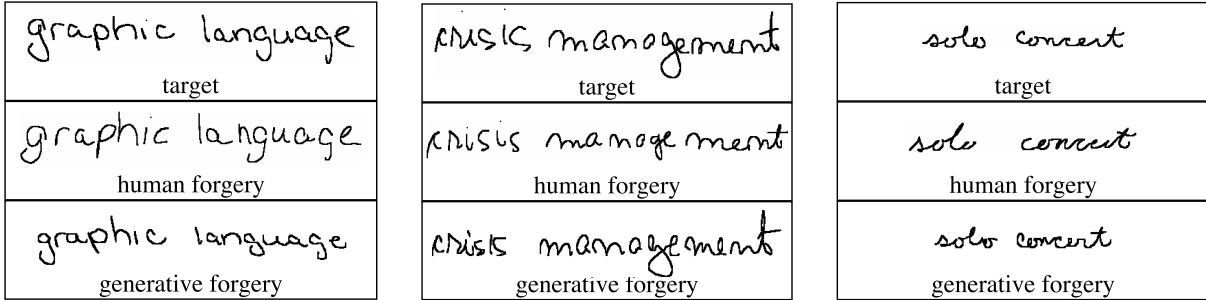 graphic language
target
graphic language
human forgery
graphic language
generative forgery
crisis management
target
crisis management
human forgery
crisis management
generative forgery
solo concert
target
solo concert
human forgery
solo concert
generative forgery